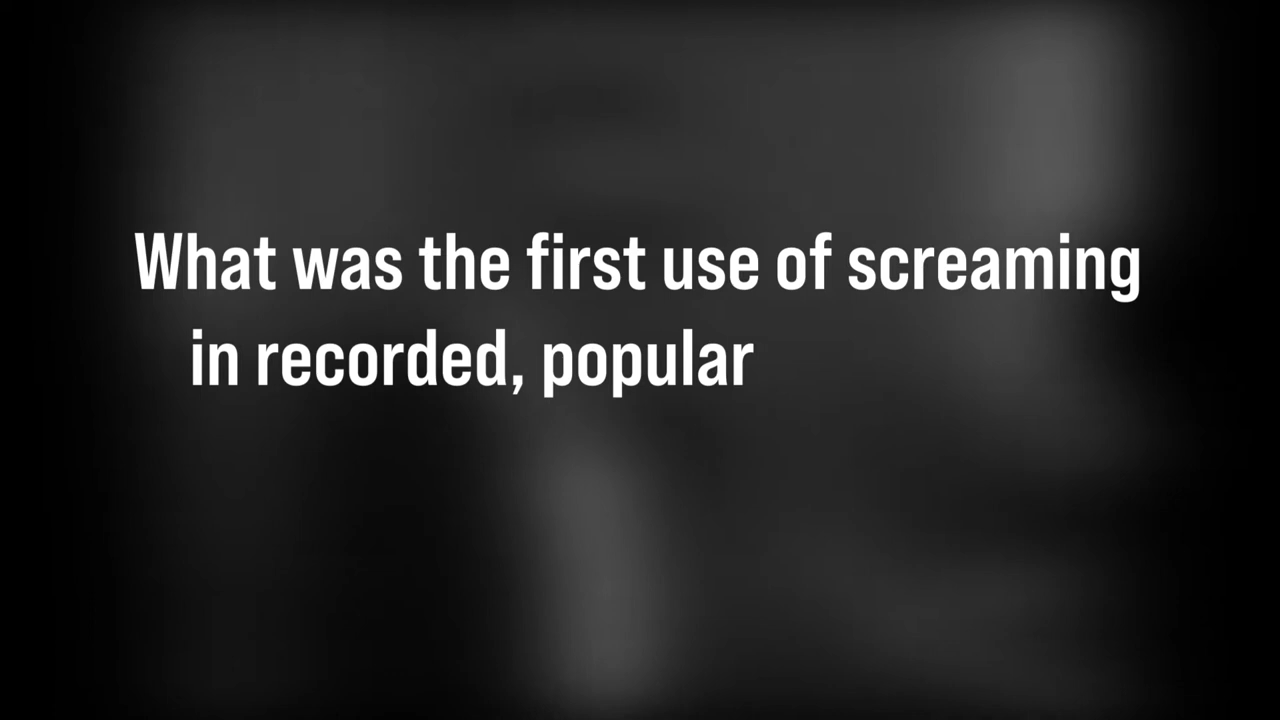 What was the first use of screaming
in recorded, popular